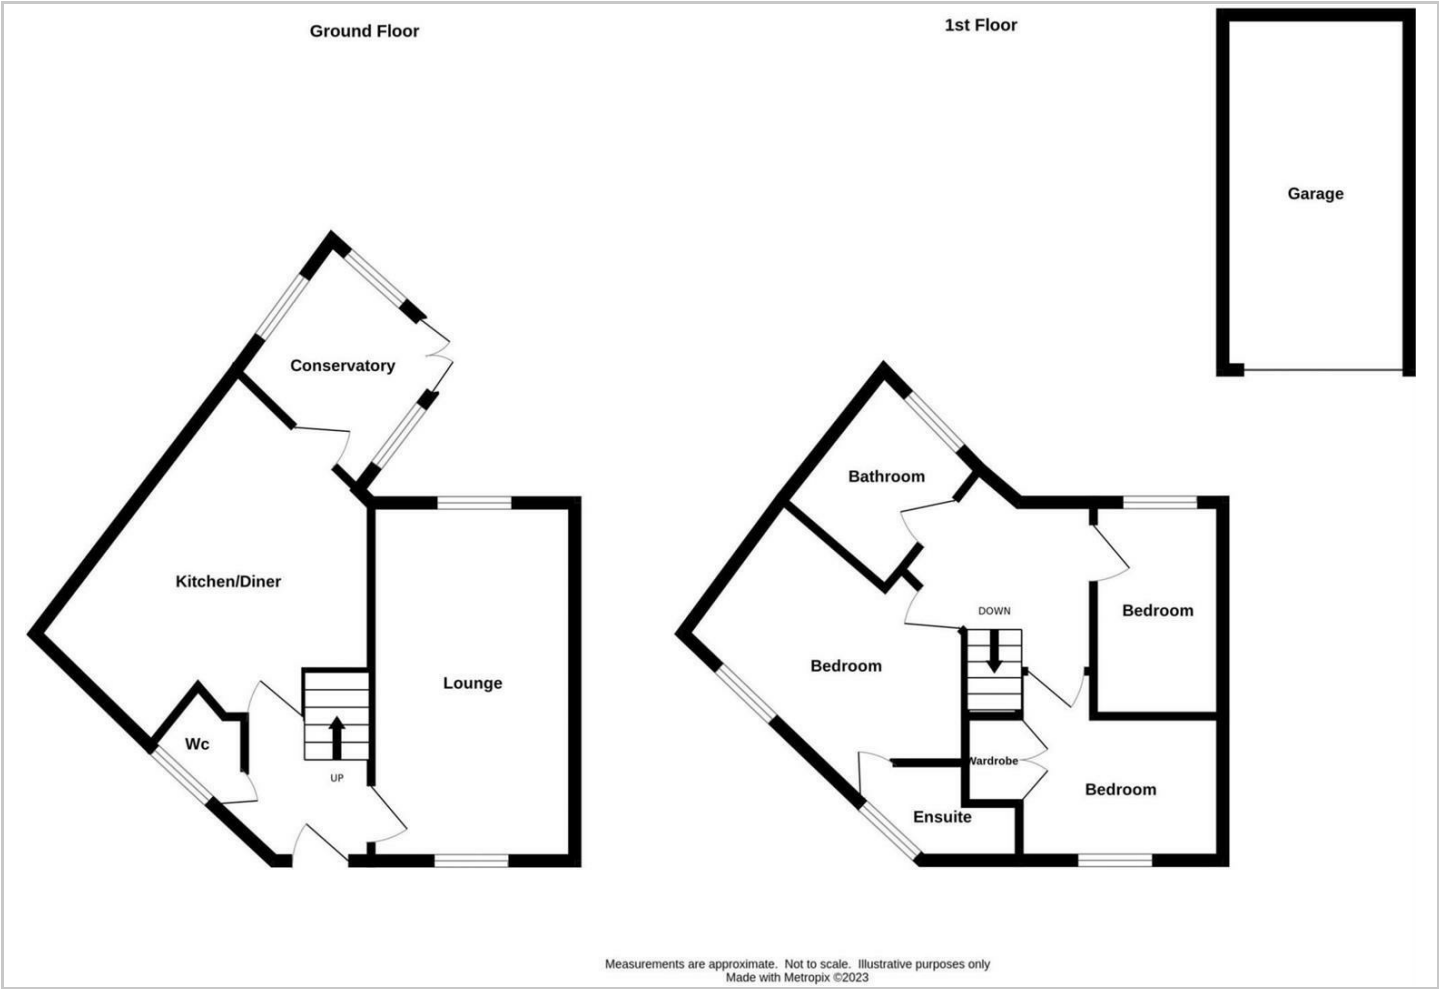 Ground Floor
1st Floor
Garage
Conservatory
Kitchen/Diner
Lounge
Wc
UP
Bathroom
Bedroom
DOWN
Bedroom
Wardrobe
Bedroom
Ensuite
Measurements are approximate.  Not to scale.  Illustrative purposes only
Made with Metropix ©2023